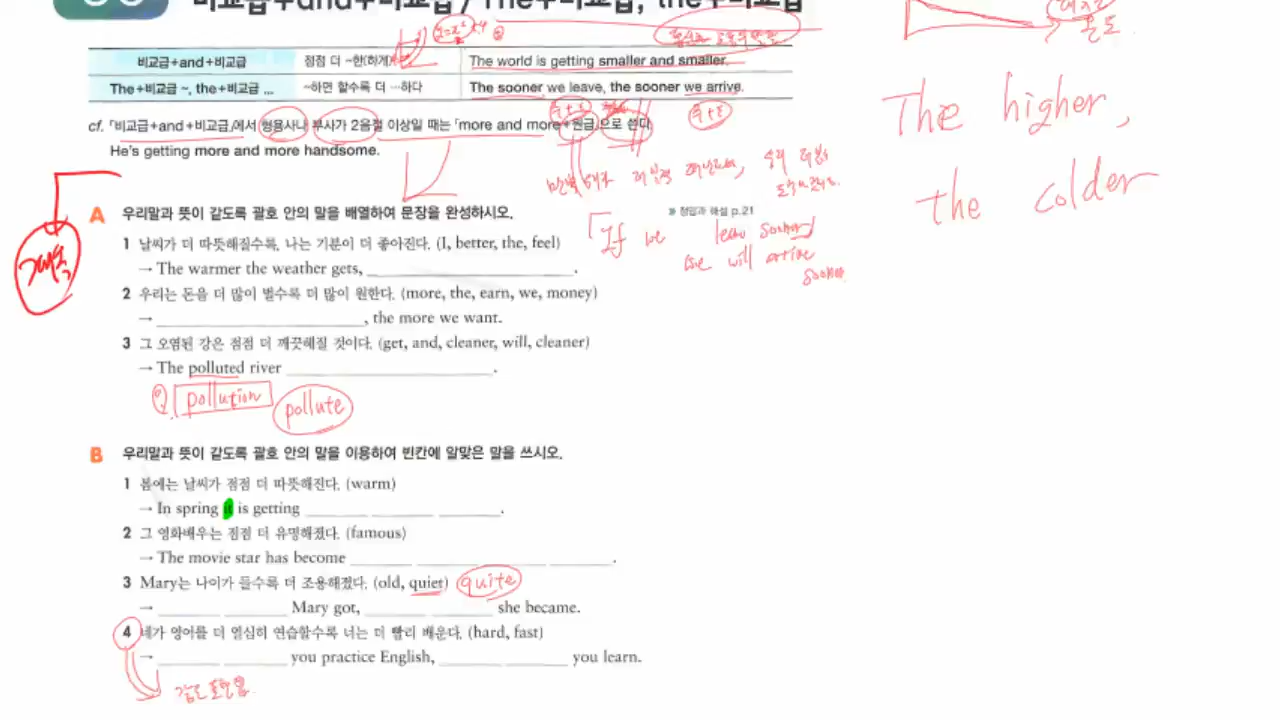 비교급+and+비교급 / The+비교급, the+비교급
비교급+and+비교급 점점 더 ~한(하게) The world is getting smaller and smaller.
The+비교급 ~, the+비교급 ... ~하면 할수록 더 …하다 The sooner we leave, the sooner we arrive.
cf. 「비교급+and+비교급」에서 형용사나 부사가 2음절 이상일 때는 「more and more+원급」으로 쓴다.
He's getting more and more handsome.
The higher,
the colder
A 우리말과 뜻이 같도록 괄호 안의 말을 배열하여 문장을 완성하시오.
» 정답과 해설 p.21
If we leave sooner
we will arrive
sooner
1 날씨가 더 따뜻해질수록, 나는 기분이 더 좋아진다. (I, better, the, feel)
→ The warmer the weather gets, ____________.
2 우리는 돈을 더 많이 벌수록 더 많이 원한다. (more, the, earn, we, money)
→ ____________, the more we want.
3 그 오염된 강은 점점 더 깨끗해질 것이다. (get, and, cleaner, will, cleaner)
→ The polluted river ____________.
pollution pollute
B 우리말과 뜻이 같도록 괄호 안의 말을 이용하여 빈칸에 알맞은 말을 쓰시오.
1 봄에는 날씨가 점점 더 따뜻해진다. (warm)
→ In spring it is getting ____ ____ ____.
2 그 영화배우는 점점 더 유명해졌다. (famous)
→ The movie star has become ____ ____ ____ ____.
3 Mary는 나이가 들수록 더 조용해졌다. (old, quiet) quite
→ ____ ____ Mary got, ____ ____ she became.
4 네가 영어를 더 열심히 연습할수록 너는 더 빨리 배운다. (hard, fast)
→ ____ ____ you practice English, ____ ____ you learn.